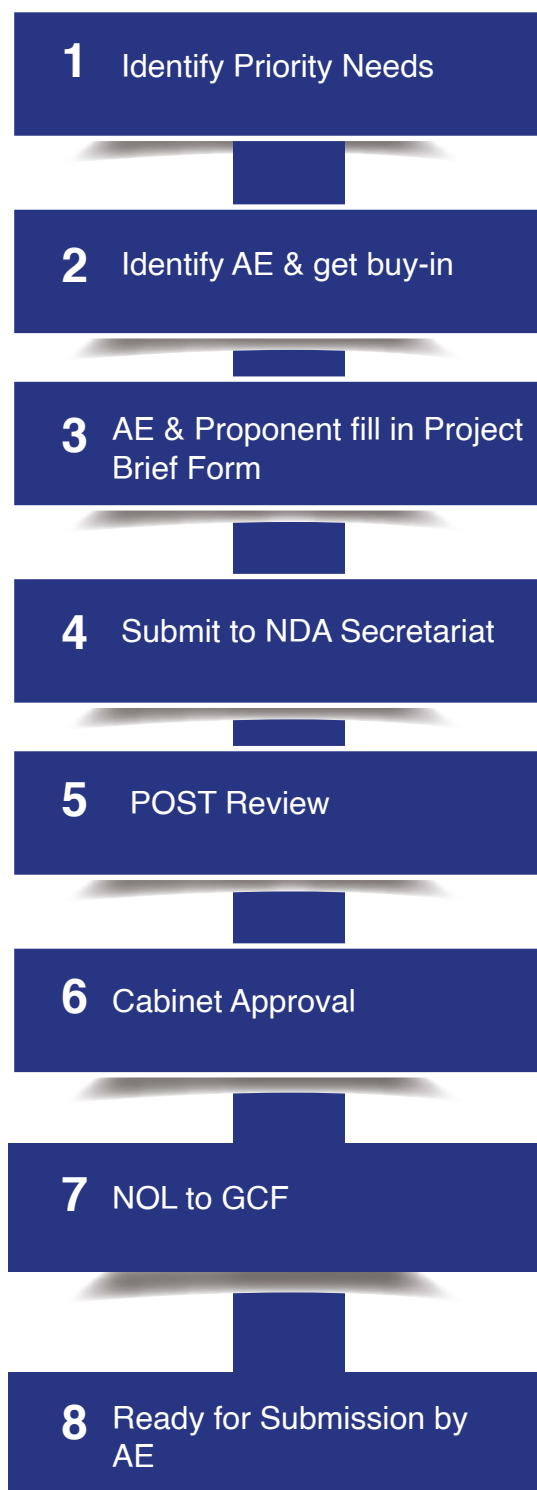 1 Identify Priority Needs
2 Identify AE & get buy-in
3 AE & Proponent fill in Project
Brief Form
4 Submit to NDA Secretariat
5 POST Review
6 Cabinet Approval
7 NOL to GCF
8 Ready for Submission by
AE